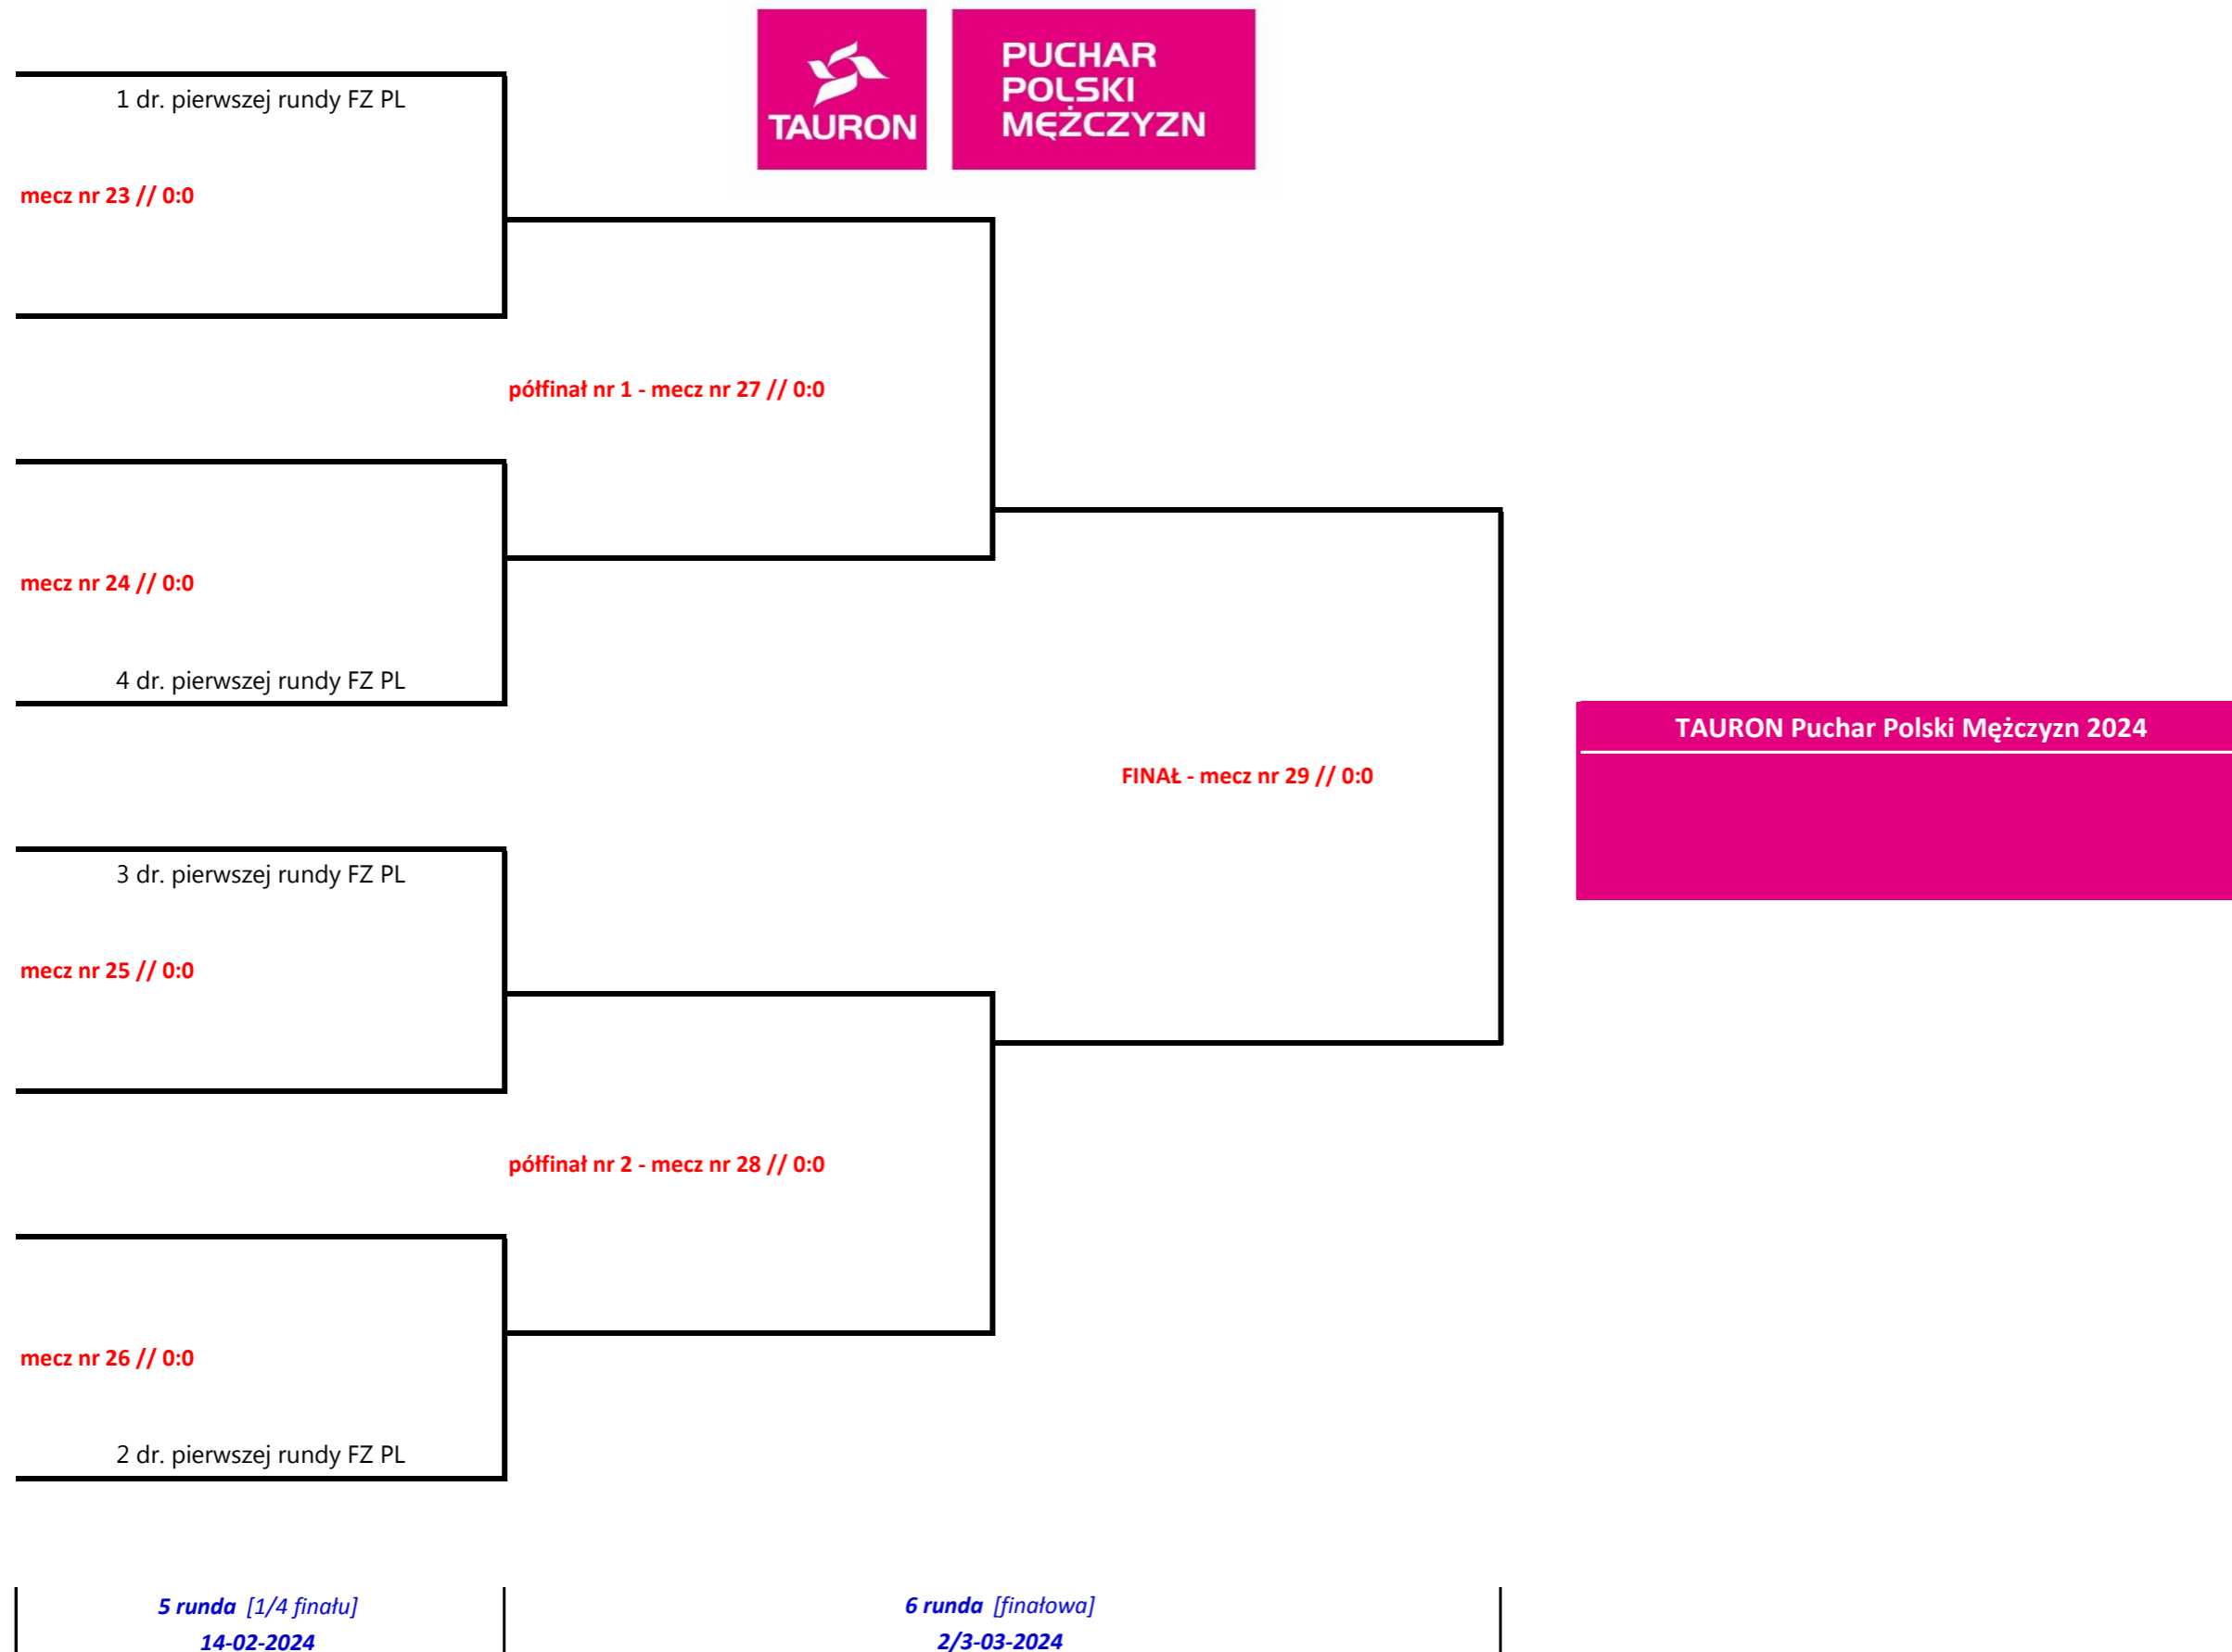 TAURON
PUCHAR
POLSKI
MĘŻCZYZN
1 dr. pierwszej rundy FZ PL
mecz nr 23 // 0:0
półfinał nr 1 - mecz nr 27 // 0:0
mecz nr 24 // 0:0
4 dr. pierwszej rundy FZ PL
TAURON Puchar Polski Mężczyzn 2024
FINAŁ - mecz nr 29 // 0:0
3 dr. pierwszej rundy FZ PL
mecz nr 25 // 0:0
półfinał nr 2 - mecz nr 28 // 0:0
mecz nr 26 // 0:0
2 dr. pierwszej rundy FZ PL
5 runda [1/4 finału]
14-02-2024
6 runda [finałowa]
2/3-03-2024